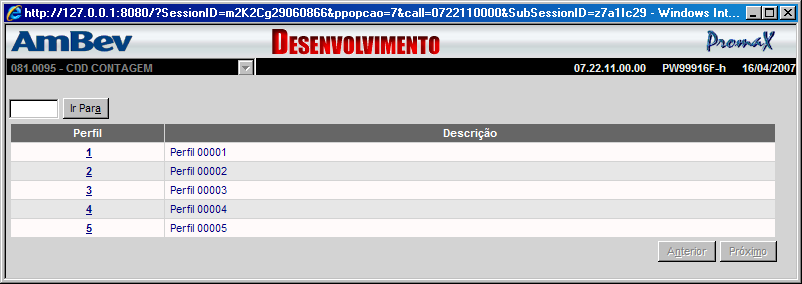 http://127.0.0.1:8080/?SessionID=m2K2Cg29060866&ppopcao=7&call=0722110000&SubSessionID=z7a1Ic29 - Windows Int...
AmBev DESENVOLVIMENTO PromaX
081.0095 - CDD CONTAGEM 07.22.11.00.00 PW99916F-h 16/04/2007
Ir Para
Perfil Descrição
1 Perfil 00001
2 Perfil 00002
3 Perfil 00003
4 Perfil 00004
5 Perfil 00005
Anterior Próximo